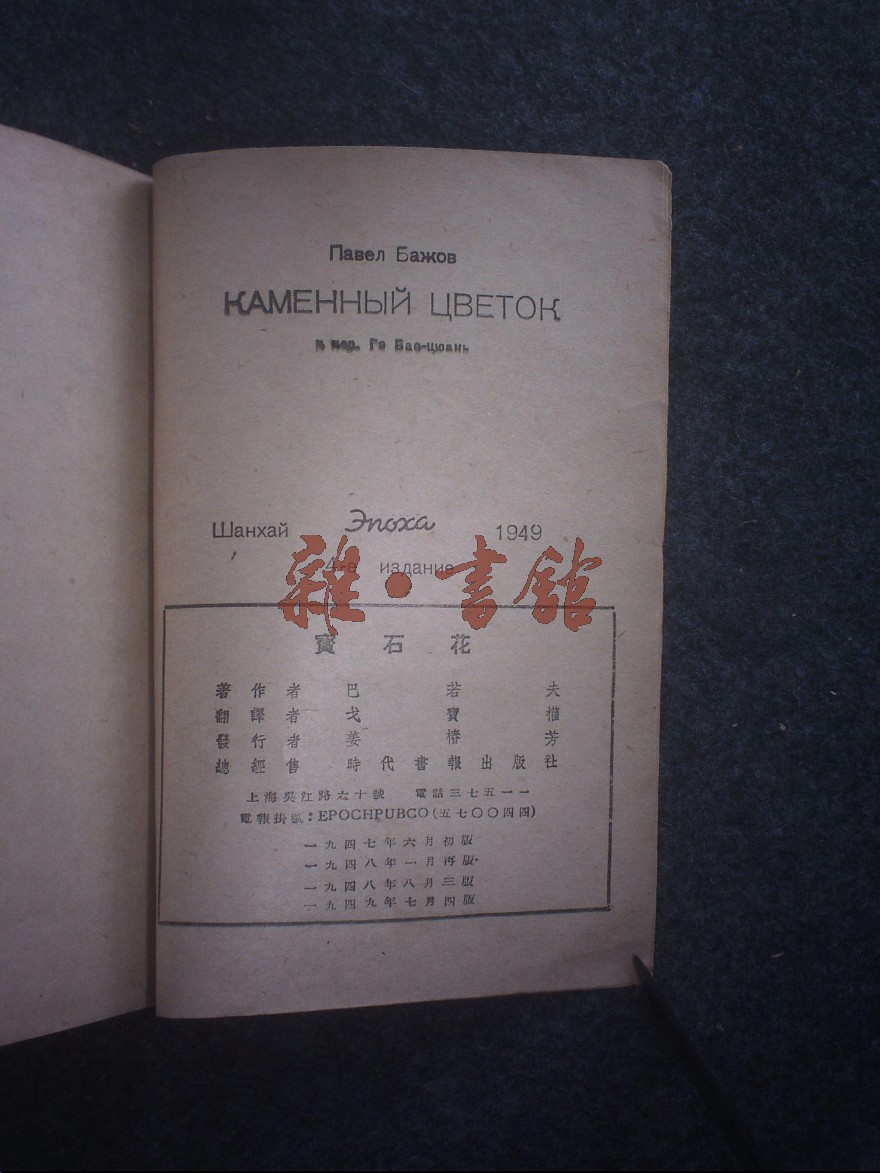 Павел Бажов
КАМЕННЫЙ ЦВЕТОК
в пер. Гэ Бао-цюань
Шанхай Эпоха 1949
4-е издание
雜·書館
寶石花
著作者 巴若夫
翻譯者 戈寶權
發行者 姜椿芳
總經售 時代書報出版社
上海吳江路六十號 電話三七五一一
電報掛號：EPOCHPUBCO(五七〇〇四四)
一九四七年六月初版
一九四八年一月再版
一九四八年八月三版
一九四九年七月四版